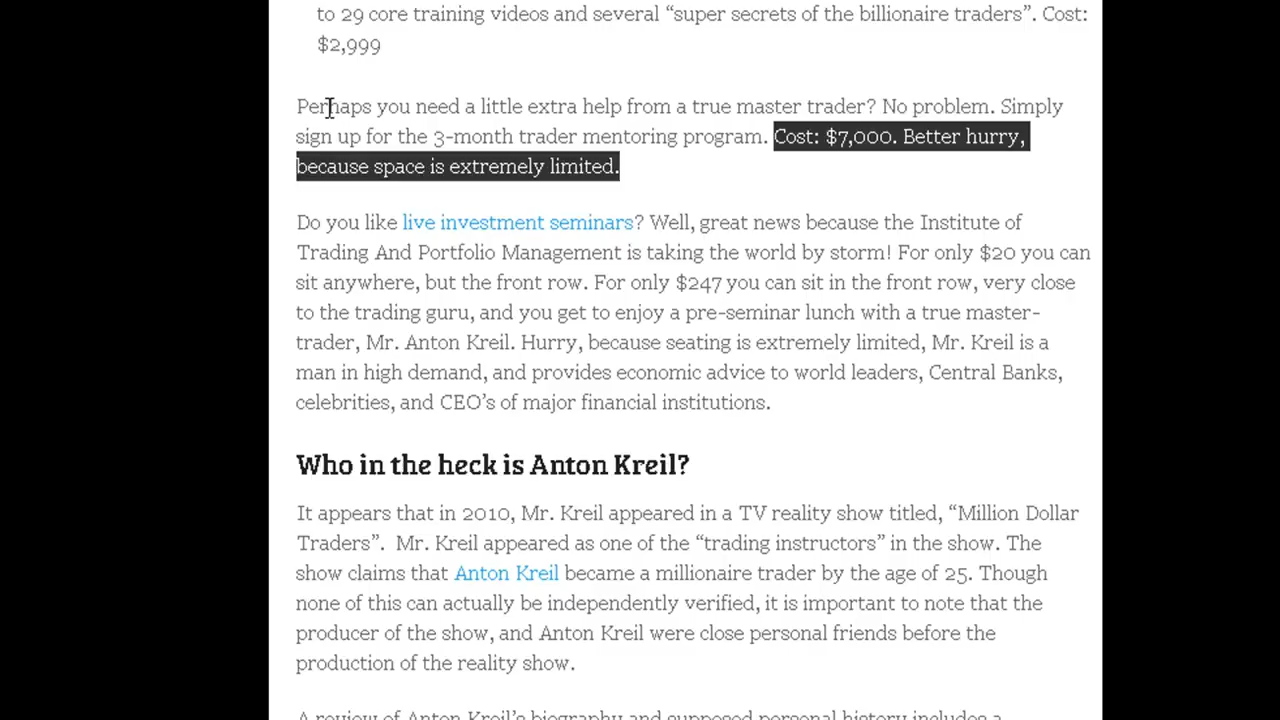 to 29 core training videos and several “super secrets of the billionaire traders”. Cost:
$2,999
Perhaps you need a little extra help from a true master trader? No problem. Simply
sign up for the 3-month trader mentoring program. Cost: $7,000. Better hurry,
because space is extremely limited.
Do you like live investment seminars? Well, great news because the Institute of
Trading And Portfolio Management is taking the world by storm! For only $20 you can
sit anywhere, but the front row. For only $247 you can sit in the front row, very close
to the trading guru, and you get to enjoy a pre-seminar lunch with a true master-
trader, Mr. Anton Kreil. Hurry, because seating is extremely limited, Mr. Kreil is a
man in high demand, and provides economic advice to world leaders, Central Banks,
celebrities, and CEO’s of major financial institutions.
Who in the heck is Anton Kreil?
It appears that in 2010, Mr. Kreil appeared in a TV reality show titled, “Million Dollar
Traders”.  Mr. Kreil appeared as one of the “trading instructors” in the show. The
show claims that Anton Kreil became a millionaire trader by the age of 25. Though
none of this can actually be independently verified, it is important to note that the
producer of the show, and Anton Kreil were close personal friends before the
production of the reality show.
A review of Anton Kreil’s biography and supposed personal history includes a